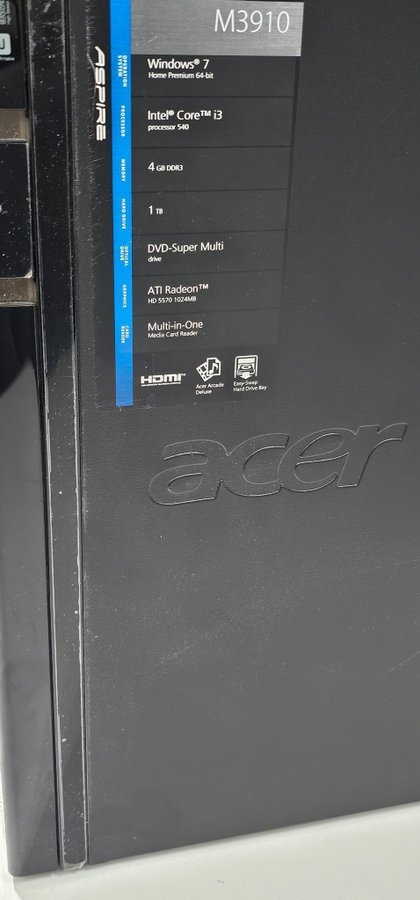 M3910
ASPIRE
OPERATING SYSTEM
Windows® 7
Home Premium 64-bit
PROCESSOR
Intel® Core™ i3
processor 540
MEMORY
4 GB DDR3
HARD DRIVE
1 TB
OPTICAL DRIVE
DVD-Super Multi
drive
GRAPHICS
ATI Radeon™
HD 5570 1024MB
CARD READER
Multi-in-One
Media Card Reader
HDMI
Acer Arcade
Deluxe
Easy-Swap
Hard Drive Bay
acer